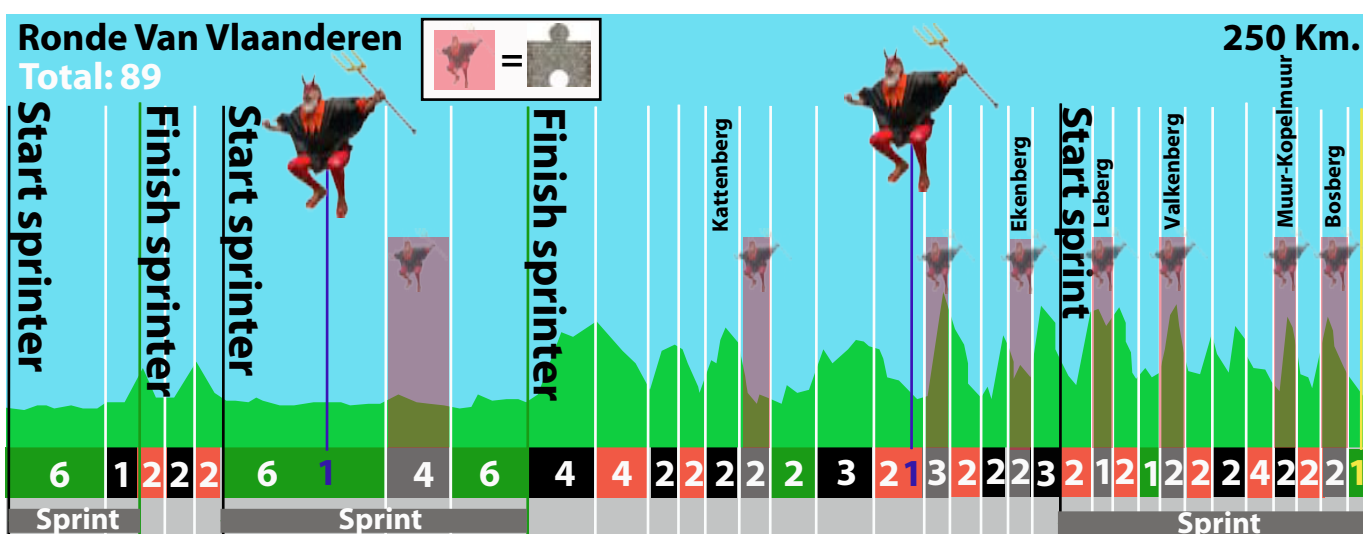 Ronde Van Vlaanderen
Total: 89
=
250 Km.
Start sprinter
Finish sprinter
Start sprinter
Finish sprinter
Kattenberg
Ekenberg
Start sprint
Leberg
Valkenberg
Muur-Kopelmuur
Bosberg
6 1 2 2 2 6 1 4 6 4 4 2 2 2 2 2 3 2 1 3 2 2 2 3 2 1 2 1 2 2 2 4 2 2 2 1
Sprint Sprint Sprint